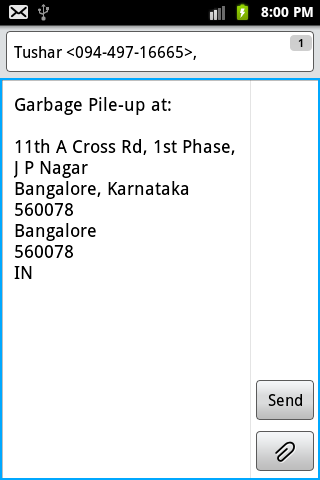 8:00 PM
Tushar <094-497-16665>,
1
Garbage Pile-up at:
11th A Cross Rd, 1st Phase,
J P Nagar
Bangalore, Karnataka
560078
Bangalore
560078
IN
Send